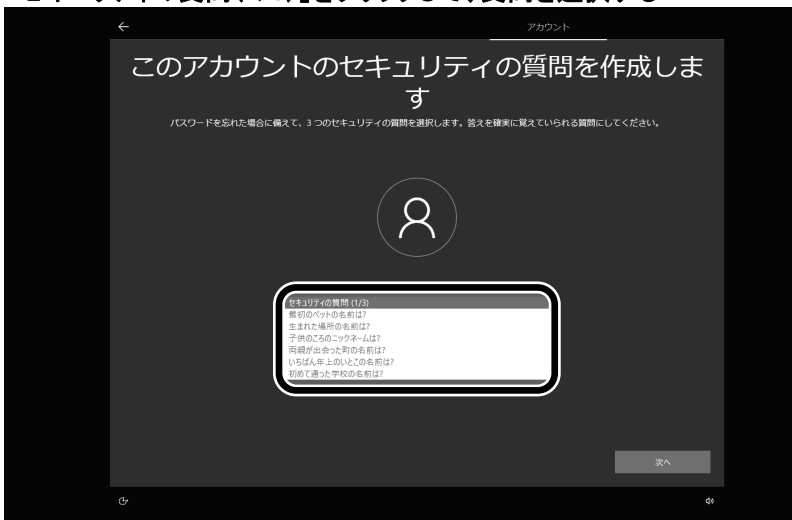 アカウント
このアカウントのセキュリティの質問を作成しま
す
パスワードを忘れた場合に備えて、3 つのセキュリティの質問を選択します。答えを確実に覚えていられる質問にしてください。
セキュリティの質問 (1/3)
最初のペットの名前は?
生まれた場所の名前は?
子供のころのニックネームは?
両親が出会った町の名前は?
いちばん年上のいとこの名前は?
初めて通った学校の名前は?
次へ